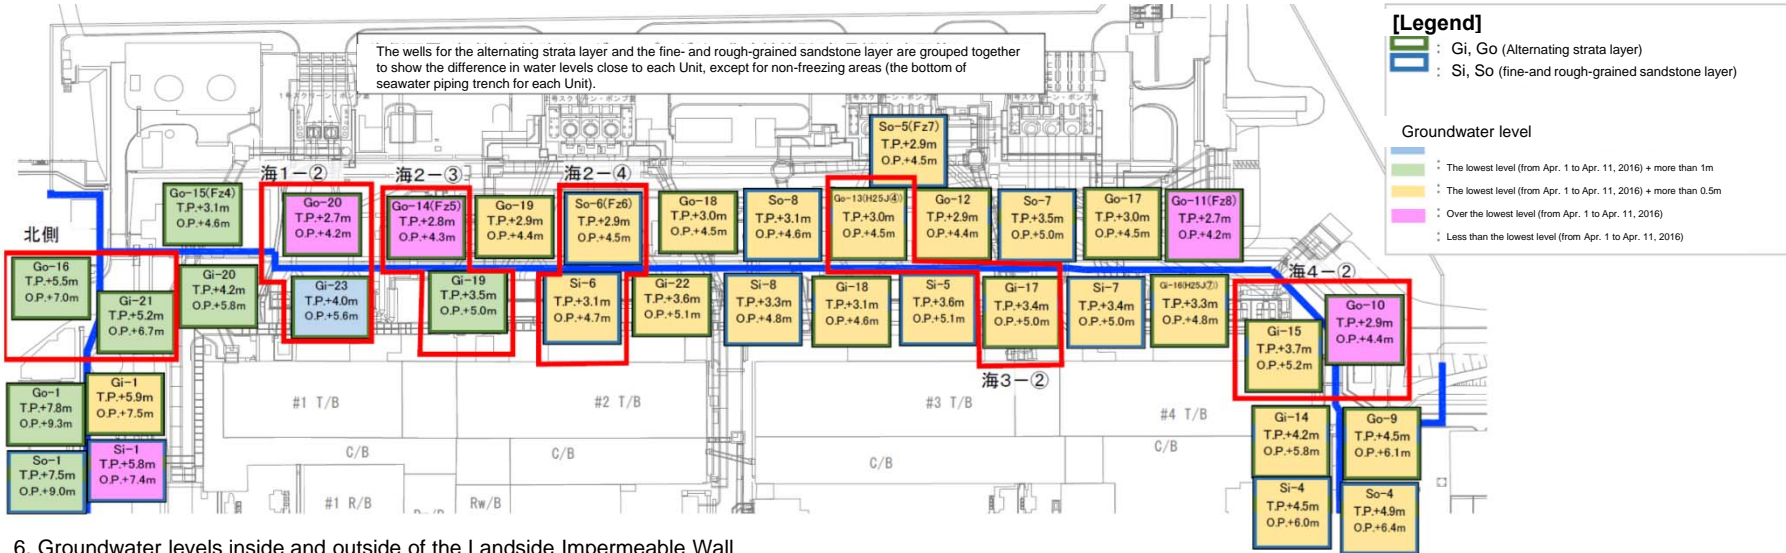 The wells for the alternating strata layer and the fine- and rough-grained sandstone layer are grouped together
to show the difference in water levels close to each Unit, except for non-freezing areas (the bottom of
seawater piping trench for each Unit).
[Legend]
: Gi, Go (Alternating strata layer)
: Si, So (fine-and rough-grained sandstone layer)
Groundwater level
: The lowest level (from Apr. 1 to Apr. 11, 2016) + more than 1m
: The lowest level (from Apr. 1 to Apr. 11, 2016) + more than 0.5m
: Over the lowest level (from Apr. 1 to Apr. 11, 2016)
: Less than the lowest level (from Apr. 1 to Apr. 11, 2016)
So-5(Fz7)
T.P.+2.9m
O.P.+4.5m
海1-②
海2-③
海2-④
Go-15(Fz4)
T.P.+3.1m
O.P.+4.6m
Go-20
T.P.+2.7m
O.P.+4.2m
Go-14(Fz5)
T.P.+2.8m
O.P.+4.3m
Go-19
T.P.+2.9m
O.P.+4.4m
So-6(Fz6)
T.P.+2.9m
O.P.+4.5m
Go-18
T.P.+3.0m
O.P.+4.5m
So-8
T.P.+3.1m
O.P.+4.6m
Go-13(H25J④)
T.P.+3.0m
O.P.+4.5m
Go-12
T.P.+2.9m
O.P.+4.4m
So-7
T.P.+3.5m
O.P.+5.0m
Go-17
T.P.+3.0m
O.P.+4.5m
Go-11(Fz8)
T.P.+2.7m
O.P.+4.2m
北側
Go-16
T.P.+5.5m
O.P.+7.0m
Gi-21
T.P.+5.2m
O.P.+6.7m
Gi-20
T.P.+4.2m
O.P.+5.8m
Gi-23
T.P.+4.0m
O.P.+5.6m
Gi-19
T.P.+3.5m
O.P.+5.0m
Si-6
T.P.+3.1m
O.P.+4.7m
Gi-22
T.P.+3.6m
O.P.+5.1m
Si-8
T.P.+3.3m
O.P.+4.8m
Gi-18
T.P.+3.1m
O.P.+4.6m
Si-5
T.P.+3.6m
O.P.+5.1m
Gi-17
T.P.+3.4m
O.P.+5.0m
Si-7
T.P.+3.4m
O.P.+5.0m
Gi-16(H25J⑦)
T.P.+3.3m
O.P.+4.8m
海4-②
Gi-15
T.P.+3.7m
O.P.+5.2m
Go-10
T.P.+2.9m
O.P.+4.4m
海3-②
Go-1
T.P.+7.8m
O.P.+9.3m
Gi-1
T.P.+5.9m
O.P.+7.5m
So-1
T.P.+7.5m
O.P.+9.0m
Si-1
T.P.+5.8m
O.P.+7.4m
#1 T/B
#2 T/B
#3 T/B
#4 T/B
C/B
C/B
C/B
C/B
#1 R/B
Rw/B
Gi-14
T.P.+4.2m
O.P.+5.8m
Go-9
T.P.+4.5m
O.P.+6.1m
Si-4
T.P.+4.5m
O.P.+6.0m
So-4
T.P.+4.9m
O.P.+6.4m
6. Groundwater levels inside and outside of the Landside Impermeable Wall